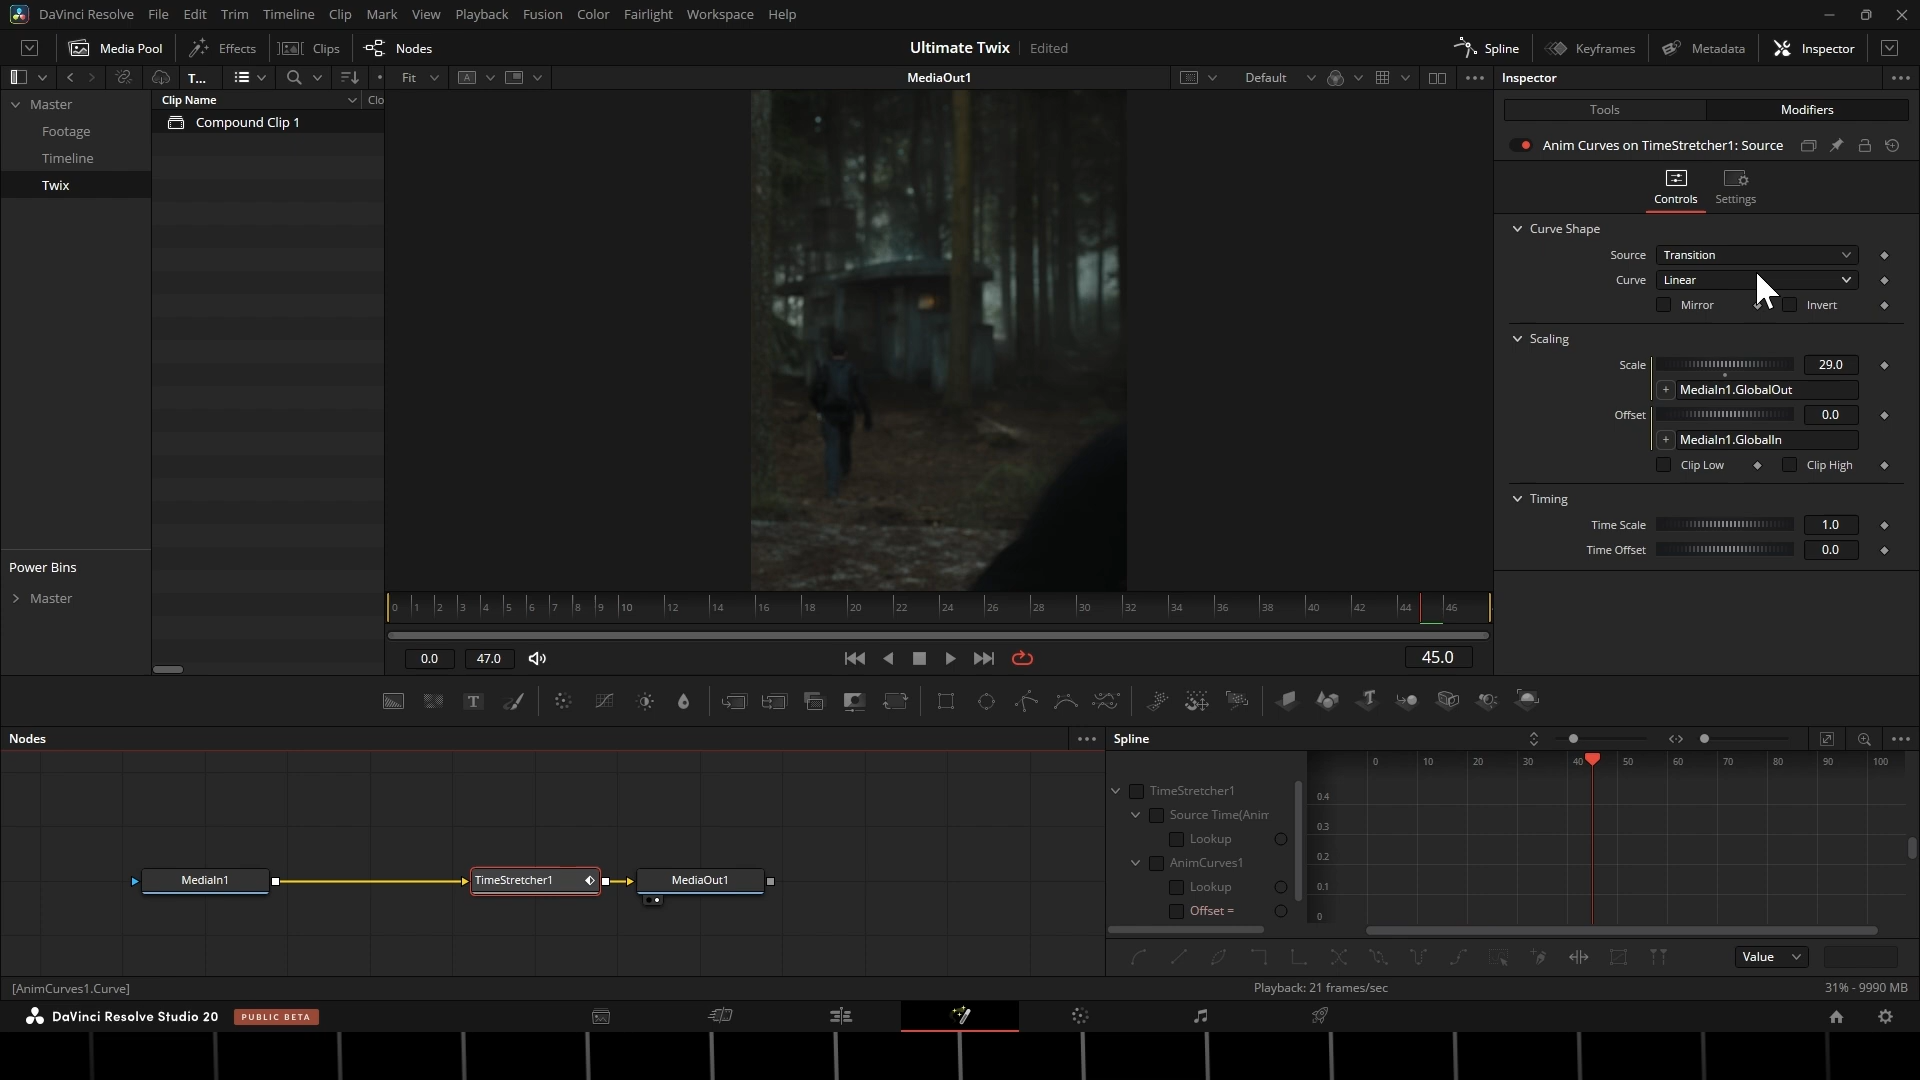 DaVinci Resolve File Edit Trim Timeline Clip Mark View Playback Fusion Color Fairlight Workspace Help
Media Pool Effects Clips Nodes Ultimate Twix Edited Spline Keyframes Metadata Inspector
T... Fit A MediaOut1 Default Inspector
Master Clip Name Clo
Footage Compound Clip 1
Timeline
Twix
Power Bins
Master
Tools Modifiers
Anim Curves on TimeStretcher1: Source
Controls Settings
Curve Shape
Source Transition
Curve Linear
Mirror Invert
Scaling
Scale 29.0
+ MediaIn1.GlobalOut
Offset 0.0
+ MediaIn1.GlobalIn
Clip Low Clip High
Timing
Time Scale 1.0
Time Offset 0.0
0 1 2 3 4 5 6 7 8 9 10 12 14 16 18 20 22 24 26 28 30 32 34 36 38 40 42 44 46
0.0 47.0 45.0
Nodes
MediaIn1 TimeStretcher1 MediaOut1
Spline
0 10 20 30 40 50 60 70 80 90 100
TimeStretcher1
Source Time(Anim
Lookup
AnimCurves1
Lookup
Offset =
0.4
0.3
0.2
0.1
0
Value
[AnimCurves1.Curve] Playback: 21 frames/sec 31% - 9990 MB
DaVinci Resolve Studio 20 PUBLIC BETA